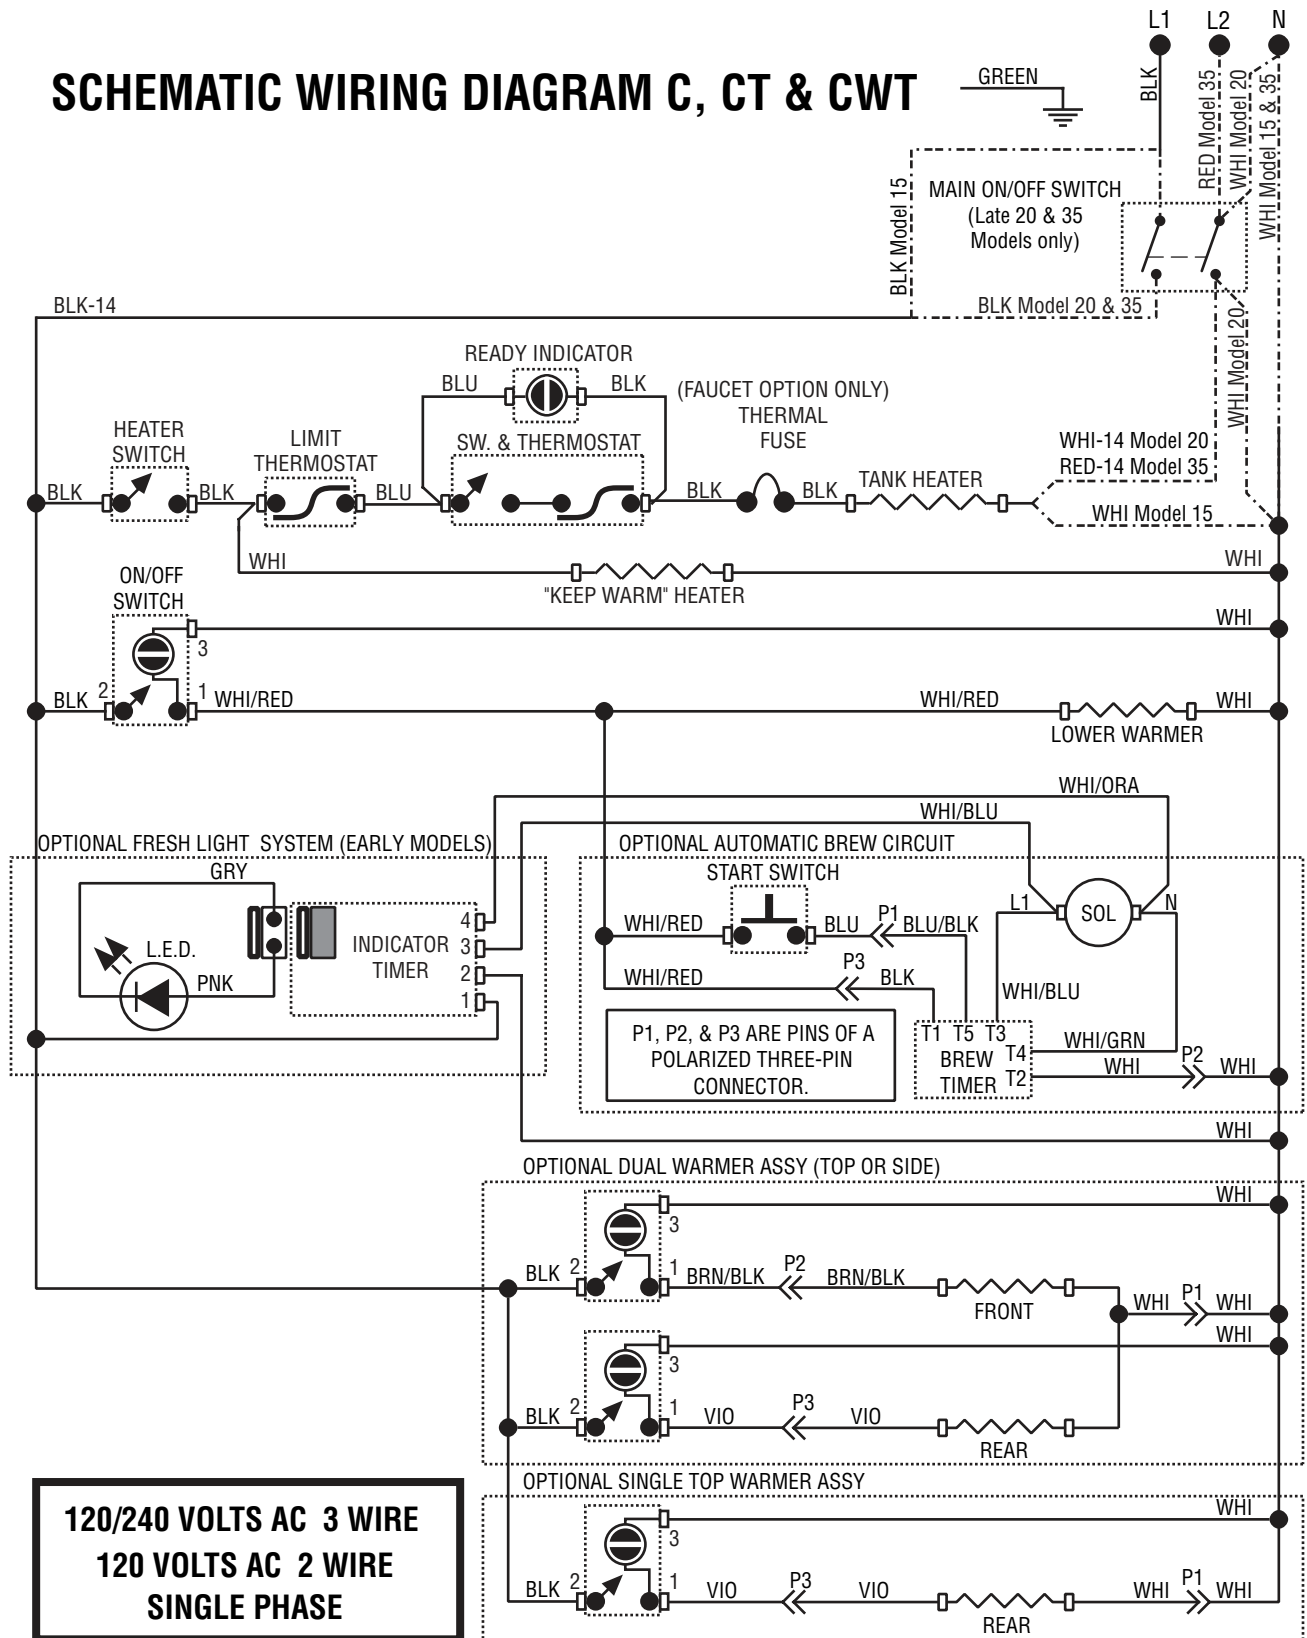 L1 L2 N
SCHEMATIC WIRING DIAGRAM C, CT & CWT
GREEN
BLK
RED Model 35
WHI Model 20
WHI Model 15 & 35
BLK Model 15
MAIN ON/OFF SWITCH
(Late 20 & 35
Models only)
BLK-14
BLK Model 20 & 35
WHI Model 20
READY INDICATOR
BLU BLK
(FAUCET OPTION ONLY)
THERMAL
FUSE
HEATER
SWITCH
LIMIT
THERMOSTAT
SW. & THERMOSTAT
WHI-14 Model 20
RED-14 Model 35
TANK HEATER
BLK BLK BLU BLK BLK
WHI Model 15
WHI WHI
"KEEP WARM" HEATER
ON/OFF
SWITCH
WHI
3
BLK 2 1 WHI/RED WHI/RED WHI
LOWER WARMER
WHI/ORA
WHI/BLU
OPTIONAL FRESH LIGHT SYSTEM (EARLY MODELS)
GRY
L.E.D.
PNK
INDICATOR
TIMER
4
3
2
1
OPTIONAL AUTOMATIC BREW CIRCUIT
START SWITCH
L1 SOL N
WHI/RED BLU P1 BLU/BLK
WHI/RED P3 BLK
WHI/BLU
P1, P2, & P3 ARE PINS OF A
POLARIZED THREE-PIN
CONNECTOR.
T1 T5 T3
BREW
TIMER
T4
T2
WHI/GRN
WHI P2 WHI
WHI
OPTIONAL DUAL WARMER ASSY (TOP OR SIDE)
WHI
3
BLK 2 1 BRN/BLK P2 BRN/BLK
FRONT
WHI P1 WHI
WHI
3
BLK 2 1 VIO P3 VIO
REAR
OPTIONAL SINGLE TOP WARMER ASSY
WHI
3
BLK 2 1 VIO P3 VIO WHI P1 WHI
REAR
120/240 VOLTS AC 3 WIRE
120 VOLTS AC 2 WIRE
SINGLE PHASE